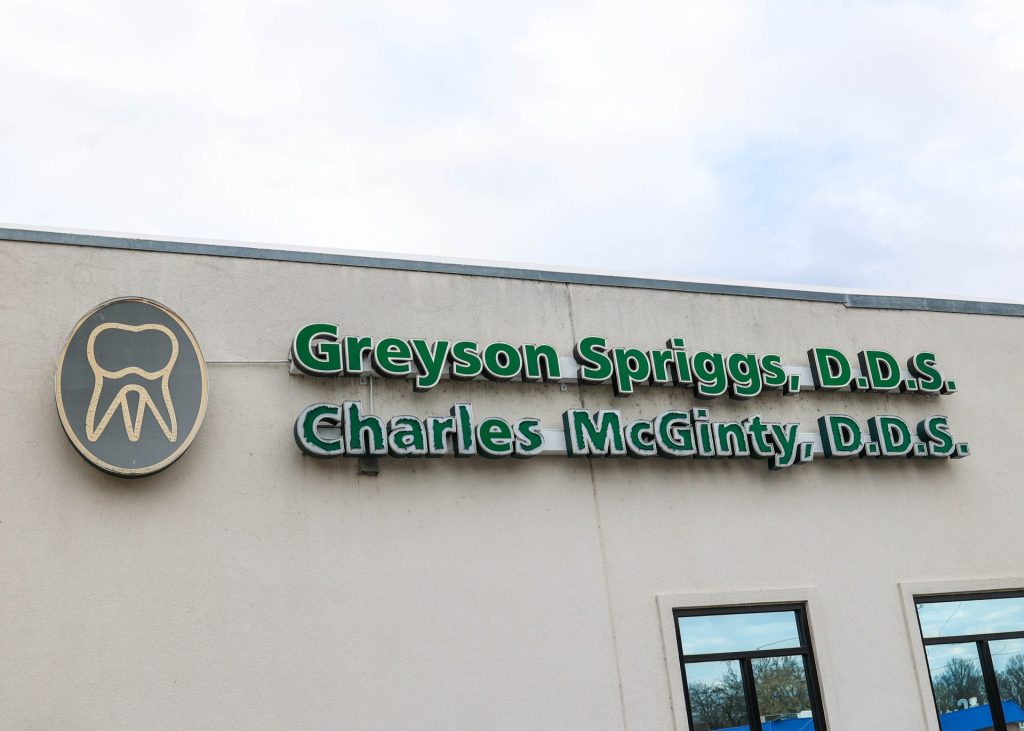 Greyson Spriggs, D.D.S.
Charles McGinty, D.D.S.